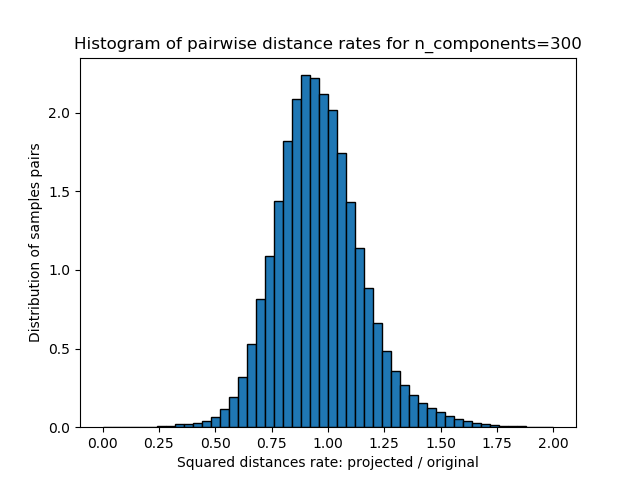 Histogram of pairwise distance rates for n_components=300
Distribution of samples pairs
2.0
1.5
1.0
0.5
0.0
0.00 0.25 0.50 0.75 1.00 1.25 1.50 1.75 2.00
Squared distances rate: projected / original